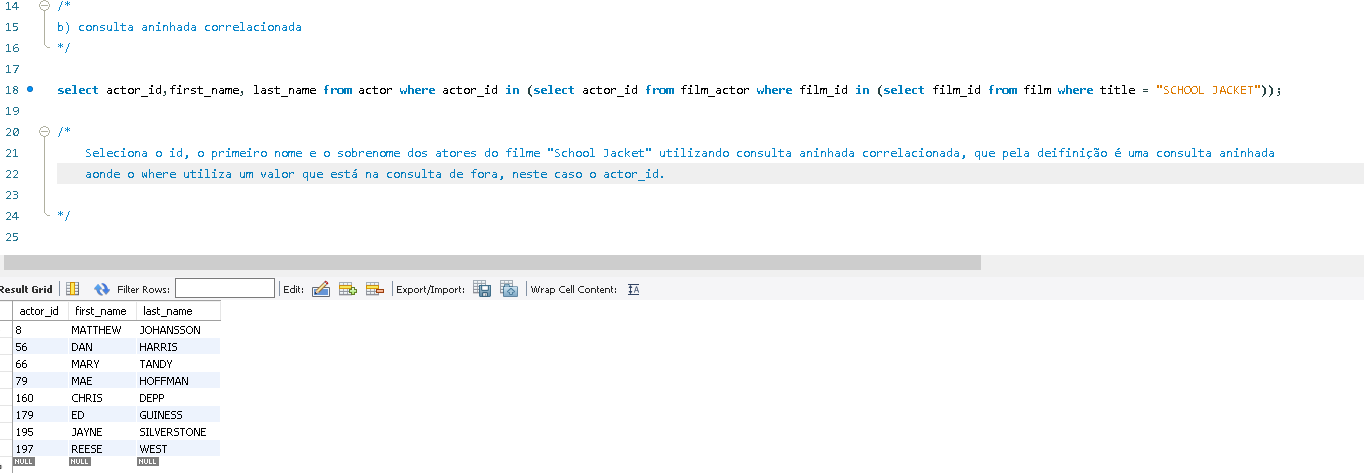 14 /*
15 b) consulta aninhada correlacionada
16 */
17
18 select actor_id,first_name, last_name from actor where actor_id in (select actor_id from film_actor where film_id in (select film_id from film where title = "SCHOOL JACKET"));
19
20 /*
21 Seleciona o id, o primeiro nome e o sobrenome dos atores do filme "School Jacket" utilizando consulta aninhada correlacionada, que pela deifinição é uma consulta aninhada
22 aonde o where utiliza um valor que está na consulta de fora, neste caso o actor_id.
23
24 */
25
Result Grid Filter Rows: Edit: Export/Import: Wrap Cell Content: IA
actor_id first_name last_name
8 MATTHEW JOHANSSON
56 DAN HARRIS
66 MARY TANDY
79 MAE HOFFMAN
160 CHRIS DEPP
179 ED GUINESS
195 JAYNE SILVERSTONE
197 REESE WEST
NULL NULL NULL